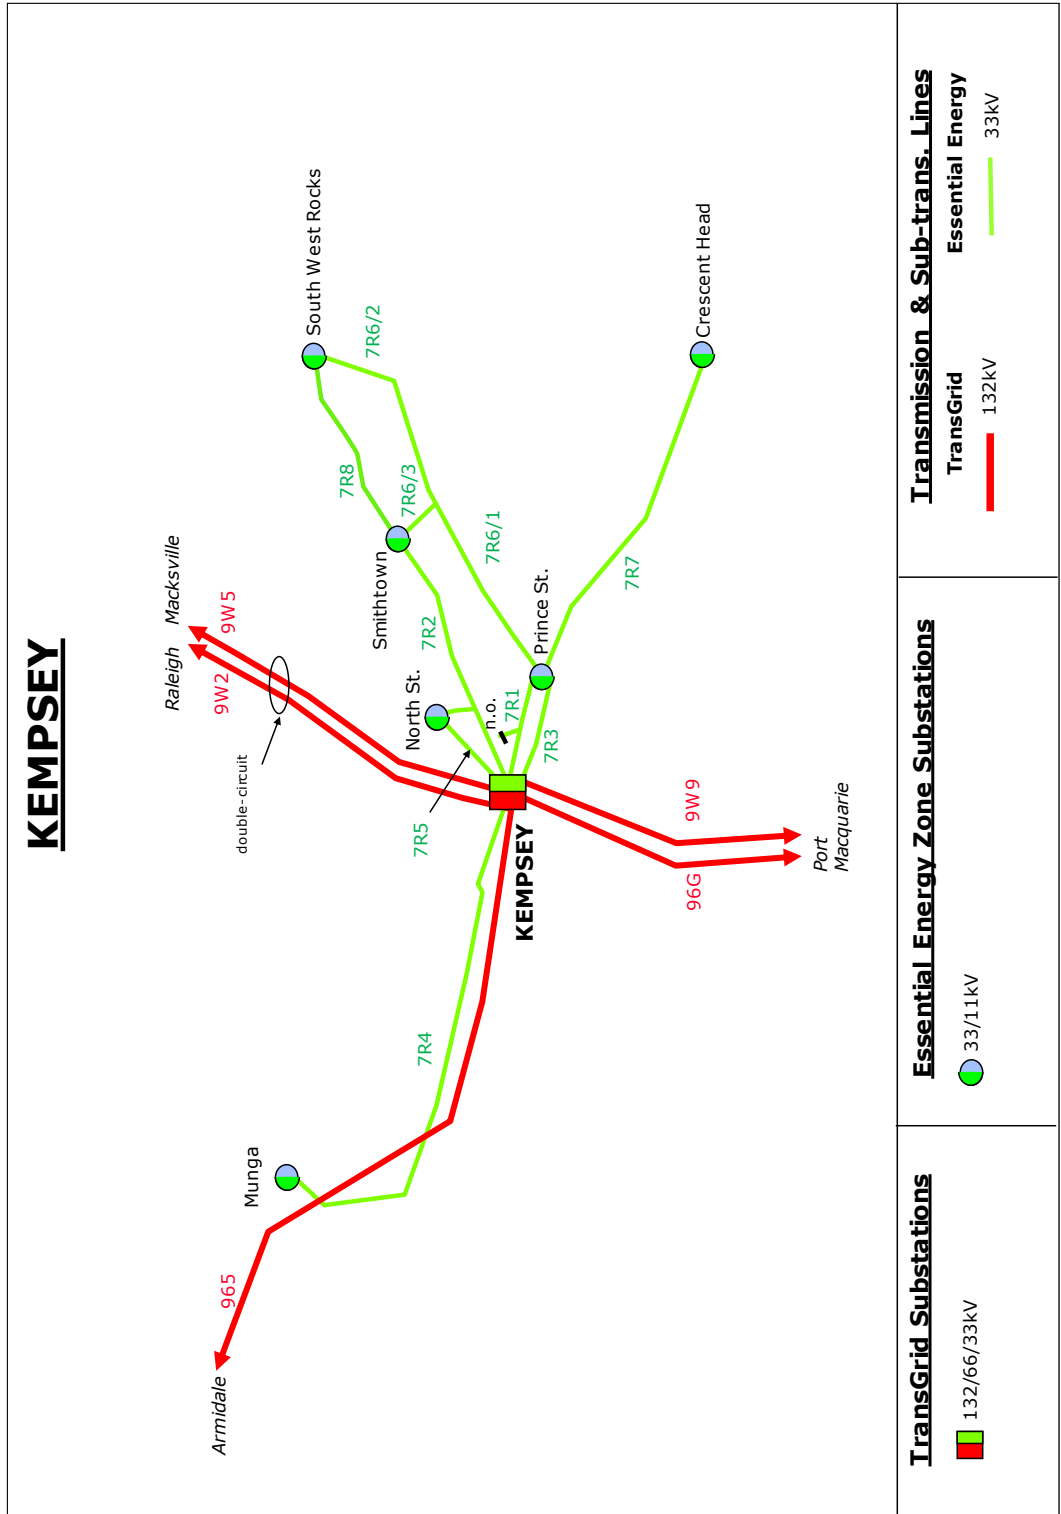 KEMPSEY
Armidale
965
Munga
7R4
KEMPSEY
7R5
double-circuit
Raleigh
Macksville
9W2
9W5
North St.
n.o.
7R1
7R3
7R2
Smithtown
Prince St.
7R8
7R6/3
7R6/1
7R6/2
South West Rocks
7R7
Crescent Head
96G
9W9
Port
Macquarie
TransGrid Substations
132/66/33kV
Essential Energy Zone Substations
33/11kV
Transmission & Sub-trans. Lines
TransGrid
Essential Energy
132kV
33kV